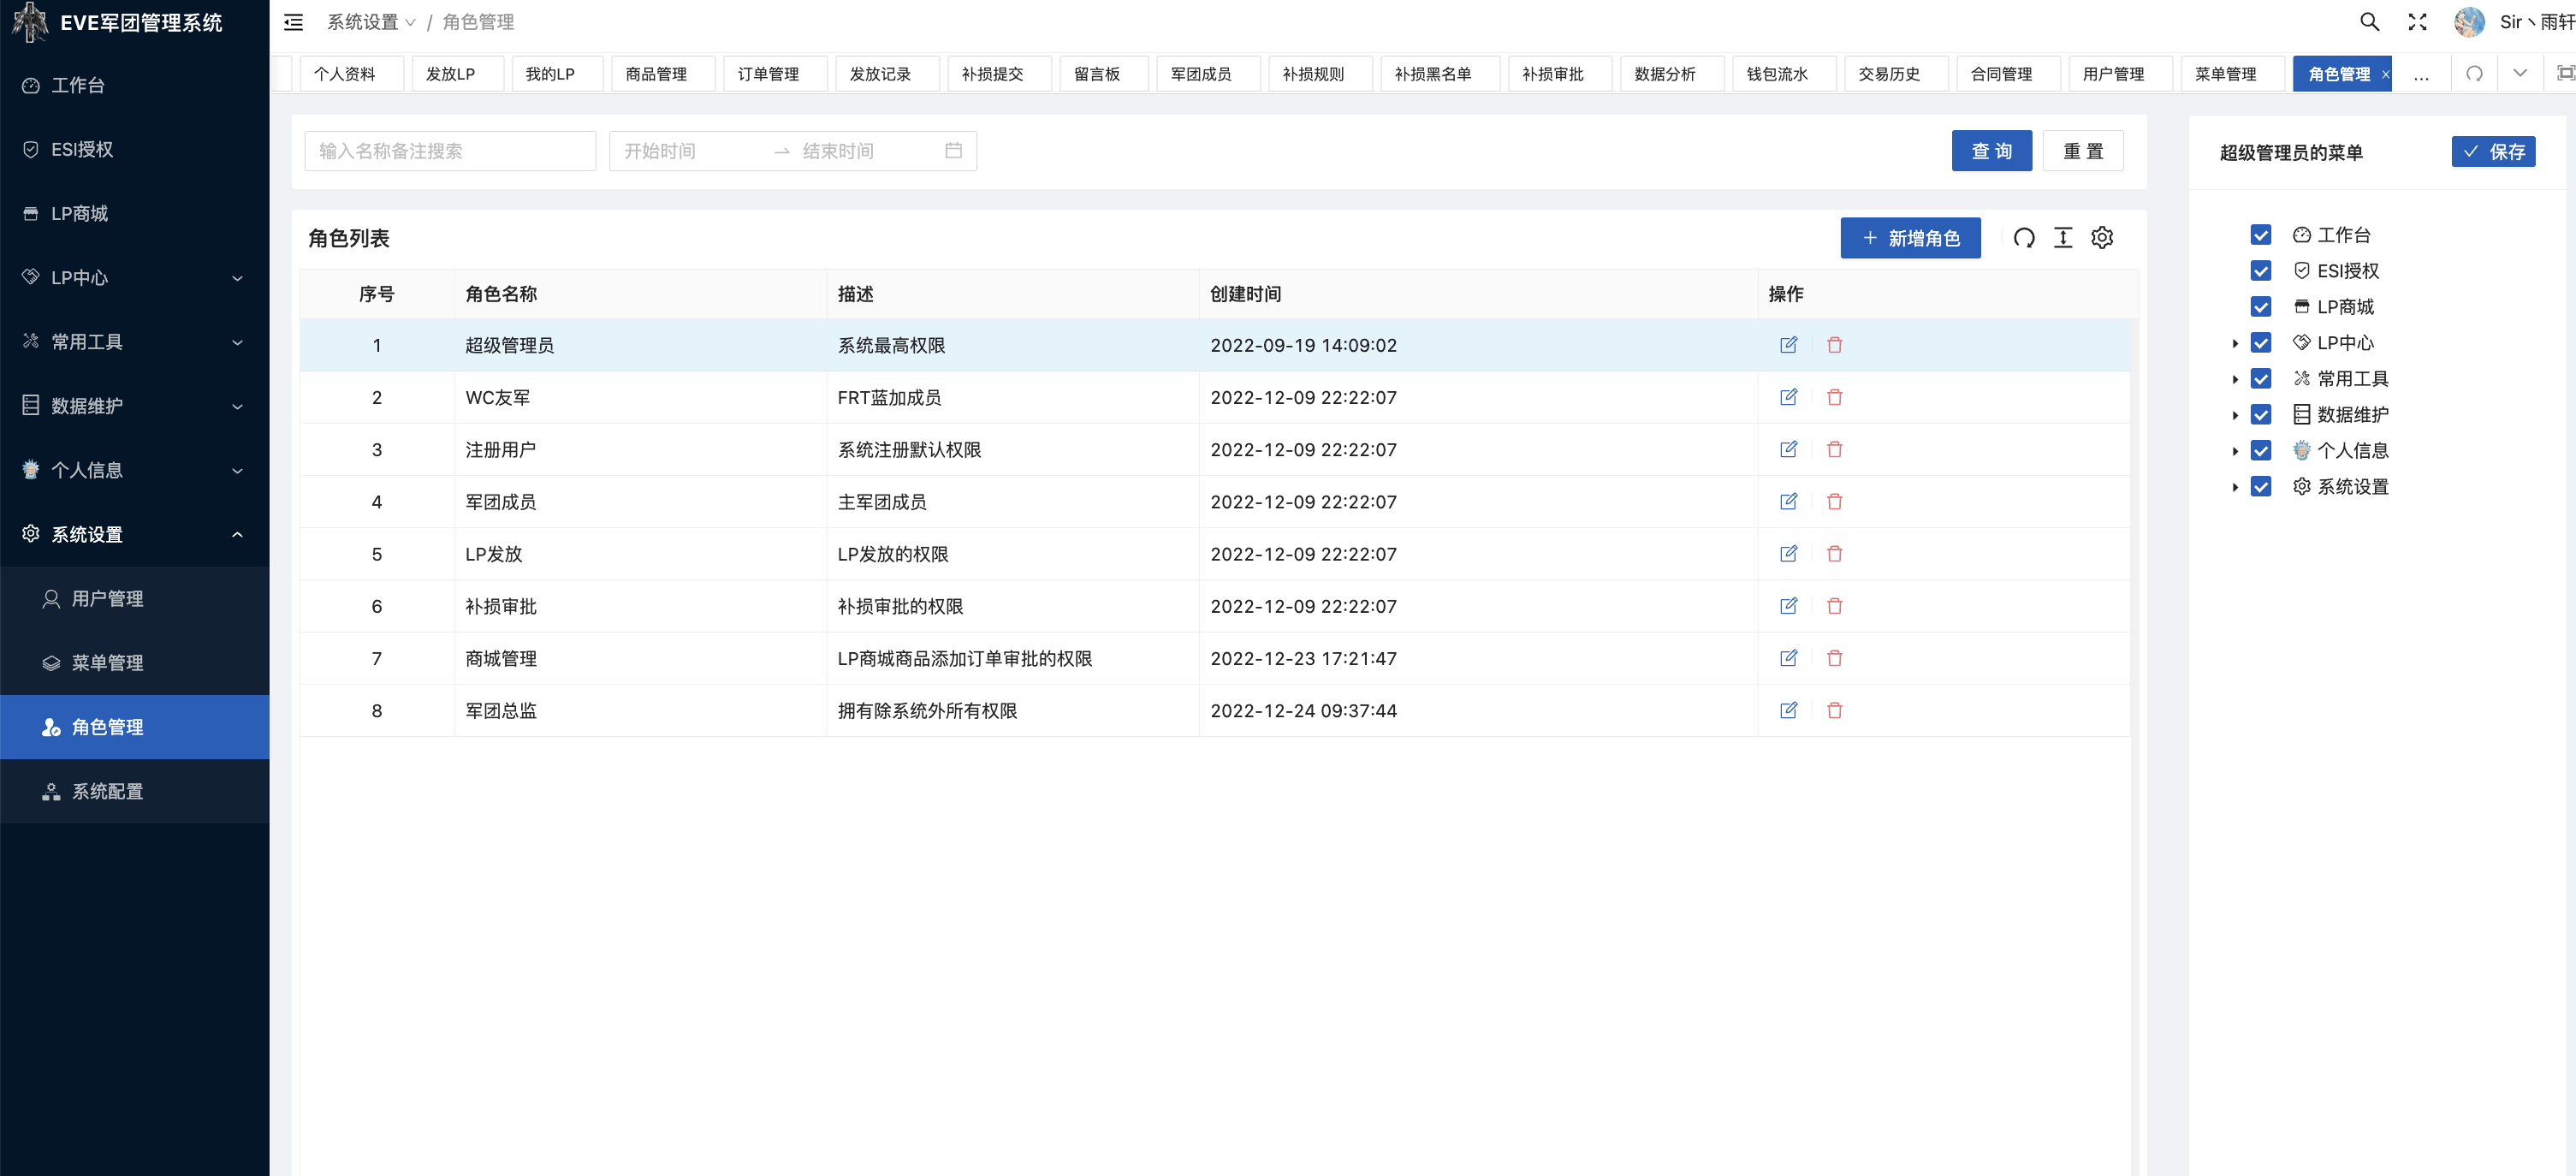 EVE军团管理系统
系统设置 / 角色管理
Sir丶雨轩
工作台
ESI授权
LP商城
LP中心
常用工具
数据维护
个人信息
系统设置
用户管理
菜单管理
角色管理
系统配置
个人资料 发放LP 我的LP 商品管理 订单管理 发放记录 补损提交 留言板 军团成员 补损规则 补损黑名单 补损审批 数据分析 钱包流水 交易历史 合同管理 用户管理 菜单管理 角色管理 × ...
输入名称备注搜索 开始时间 → 结束时间 查 询 重 置
角色列表 + 新增角色
序号 角色名称 描述 创建时间 操作
1 超级管理员 系统最高权限 2022-09-19 14:09:02
2 WC友军 FRT蓝加成员 2022-12-09 22:22:07
3 注册用户 系统注册默认权限 2022-12-09 22:22:07
4 军团成员 主军团成员 2022-12-09 22:22:07
5 LP发放 LP发放的权限 2022-12-09 22:22:07
6 补损审批 补损审批的权限 2022-12-09 22:22:07
7 商城管理 LP商城商品添加订单审批的权限 2022-12-23 17:21:47
8 军团总监 拥有除系统外所有权限 2022-12-24 09:37:44
超级管理员的菜单 保存
工作台
ESI授权
LP商城
LP中心
常用工具
数据维护
个人信息
系统设置